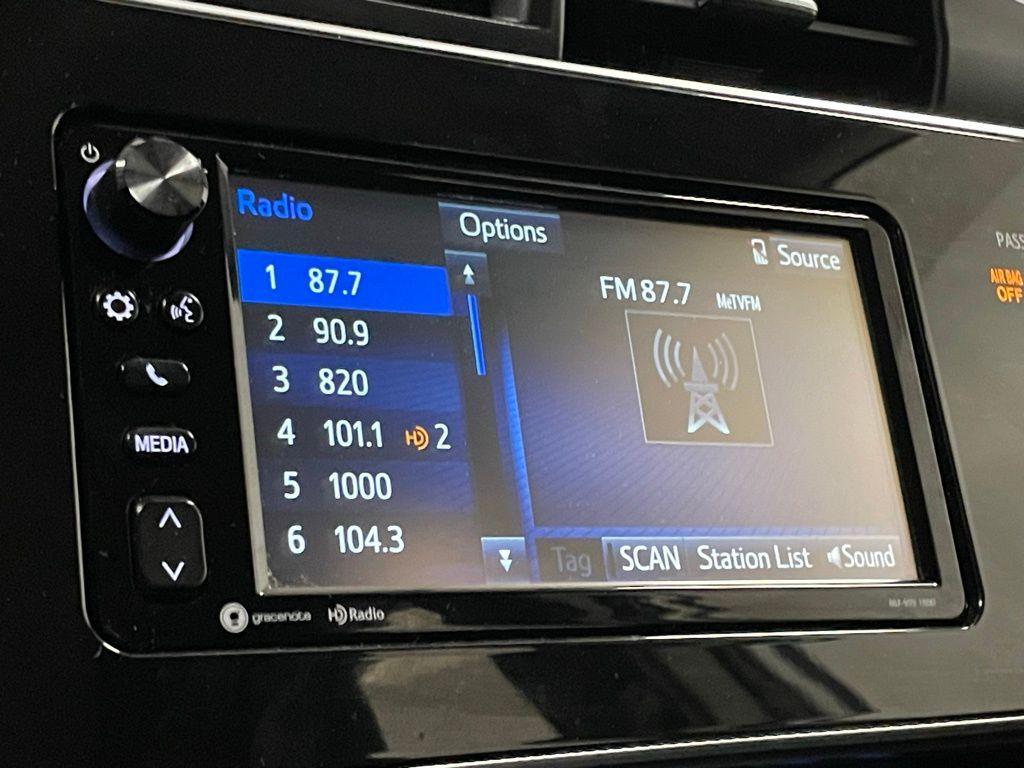 Radio
Options
Source
1 87.7
2 90.9
3 820
4 101.1 HD 2
5 1000
6 104.3
FM 87.7 MeTVFM
Tag
SCAN
Station List
Sound
MEDIA
gracenote
HD Radio
AIR BAG
OFF